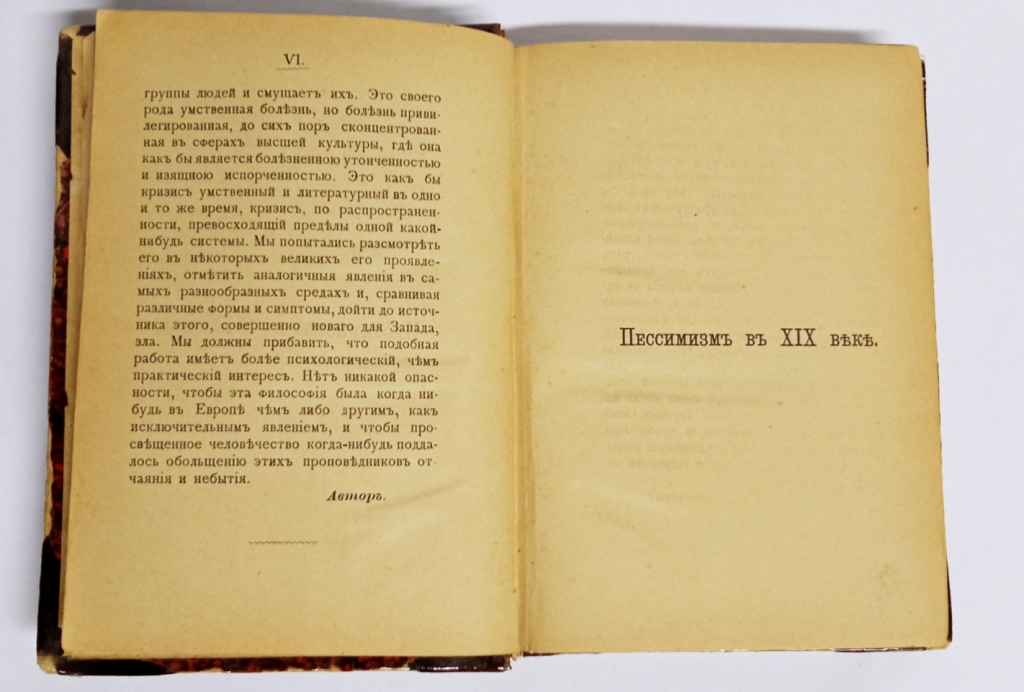 VI.
группы людей и смущаетъ ихъ. Это своего
рода умственная болѣзнь, но болѣзнь приви-
легированная, до сихъ поръ сконцентрован-
ная въ сферахъ высшей культуры, гдѣ она
какъ бы является болѣзненною утонченностью
и изящною испорченностью. Это какъ бы
кризисъ умственный и литературный въ одно
и то же время, кризисъ, по распространен-
ности, превосходящій предѣлы одной какой-
нибудь системы. Мы попытались разсмотрѣть
его въ нѣкоторыхъ великихъ его проявле-
ніяхъ, отмѣтить аналогичныя явленія въ са-
мыхъ разнообразныхъ средахъ и, сравнивая
различные формы и симптомы, дойти до источ-
ника этого, совершенно новаго для Запада,
зла. Мы должны прибавить, что подобная
работа имѣетъ болѣе психологическій, чѣмъ
практическій интересъ. Нѣтъ никакой опас-
ности, чтобы эта философія была когда ни-
будь въ Европѣ чѣмъ либо другимъ, какъ
исключительнымъ явленіемъ, и чтобы про-
свѣщенное человѣчество когда-нибудь подда-
лось обольщенію этихъ проповѣдниковъ от-
чаянія и небытія.
Авторъ.
Пессимизмъ въ XIX вѣкѣ.